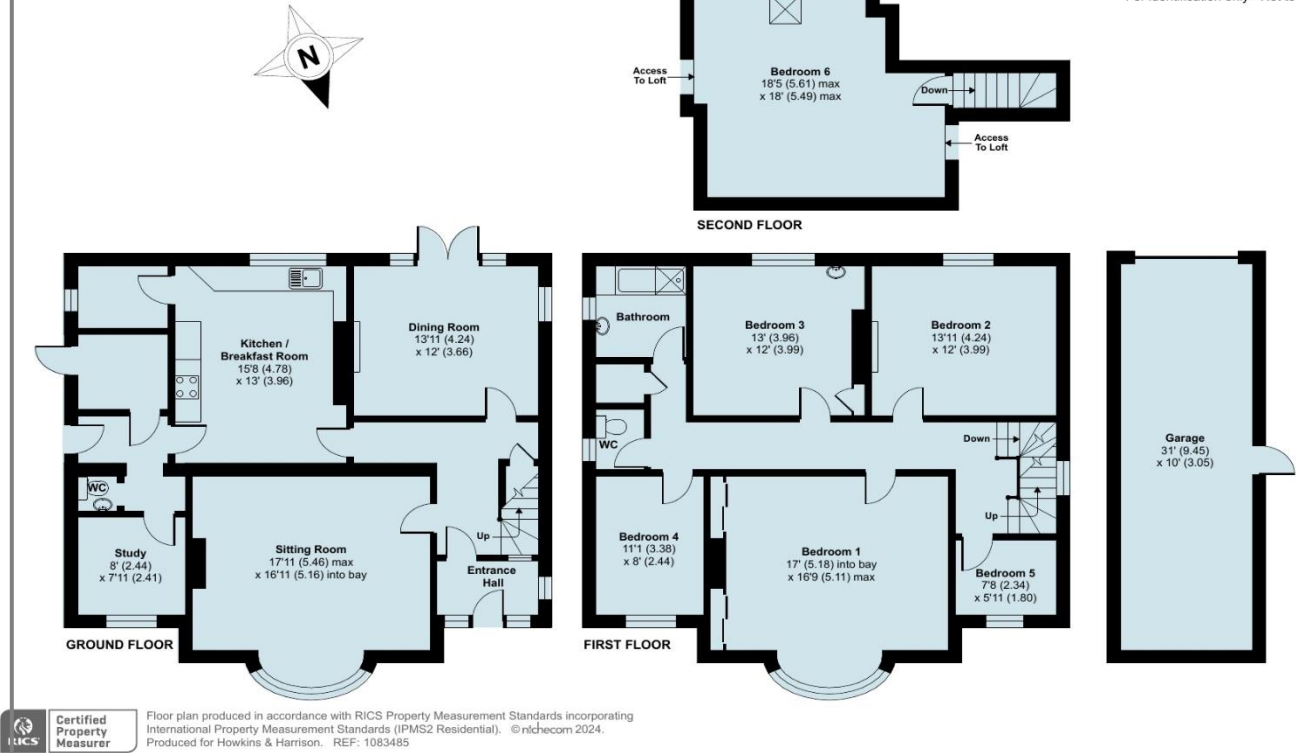 For identification only - Not to
N
Access
To Loft
Bedroom 6
18'5 (5.61) max
x 18' (5.49) max
Down
Access
To Loft
SECOND FLOOR
Kitchen /
Breakfast Room
15'8 (4.78)
x 13' (3.96)
Dining Room
13'11 (4.24)
x 12' (3.66)
WC
Study
8' (2.44)
x 7'11 (2.41)
Sitting Room
17'11 (5.46) max
x 16'11 (5.16) into bay
Up
Entrance
Hall
GROUND FLOOR
Bathroom
Bedroom 3
13' (3.96)
x 12' (3.99)
Bedroom 2
13'11 (4.24)
x 12' (3.99)
WC
Down
Up
Bedroom 4
11'1 (3.38)
x 8' (2.44)
Bedroom 1
17' (5.18) into bay
x 16'9 (5.11) max
Bedroom 5
7'8 (2.34)
x 5'11 (1.80)
FIRST FLOOR
Garage
31' (9.45)
x 10' (3.05)
RICS
Certified
Property
Measurer
Floor plan produced in accordance with RICS Property Measurement Standards incorporating
International Property Measurement Standards (IPMS2 Residential). © nichecom 2024.
Produced for Howkins & Harrison. REF: 1083485